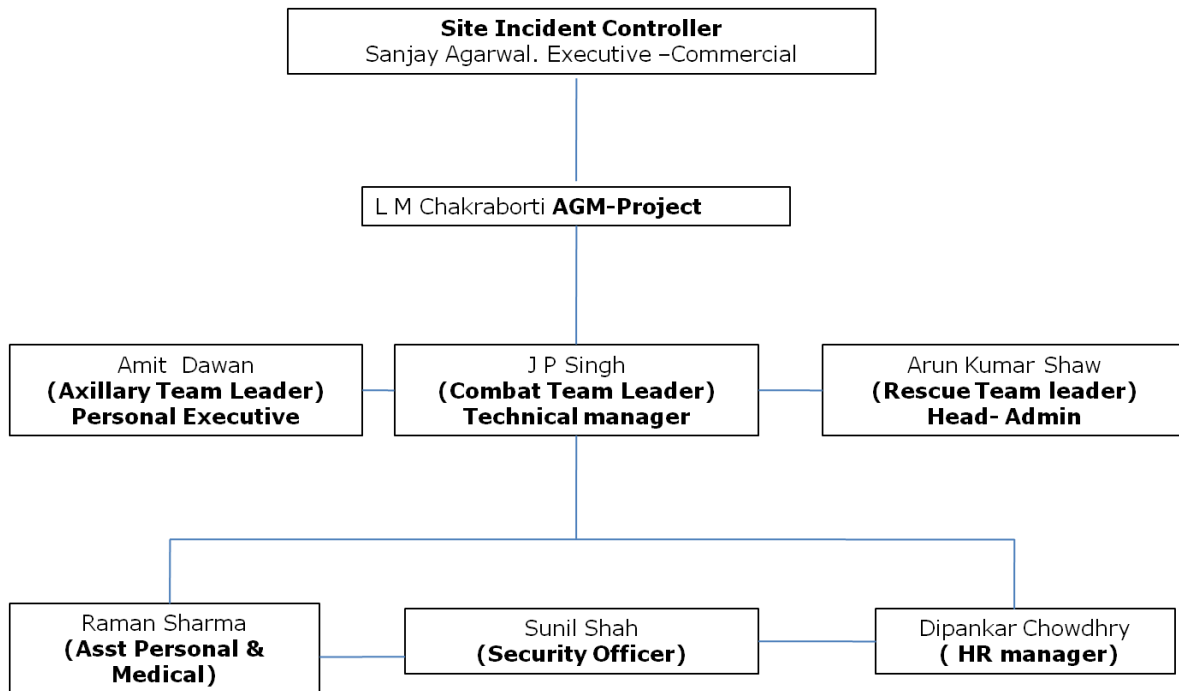 Site Incident Controller
Sanjay Agarwal. Executive –Commercial
L M Chakraborti AGM-Project
Amit Dawan
(Axillary Team Leader)
Personal Executive
J P Singh
(Combat Team Leader)
Technical manager
Arun Kumar Shaw
(Rescue Team leader)
Head- Admin
Raman Sharma
(Asst Personal &
Medical)
Sunil Shah
(Security Officer)
Dipankar Chowdhry
( HR manager)